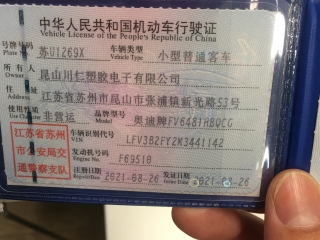 中华人民共和国机动车行驶证
Vehicle License of the People's Republic of China
号牌号码 苏U1269X 车辆类型 小型普通客车
Plate No. Vehicle Type
所有人 昆山川仁塑胶电子有限公司
Owner
住址 江苏省苏州市昆山市张浦镇新光路53号
Address
使用性质 非营运 品牌型号 奥迪牌FV6481HBQCG
Use Character Model
江苏省苏州市公安局交通警察支队
车辆识别代号 LFV3B2FY2M3441142
VIN
发动机号码 F69510
Engine No.
注册日期 2021-08-26 发证日期 2021-08-26
Register Date Issue Date